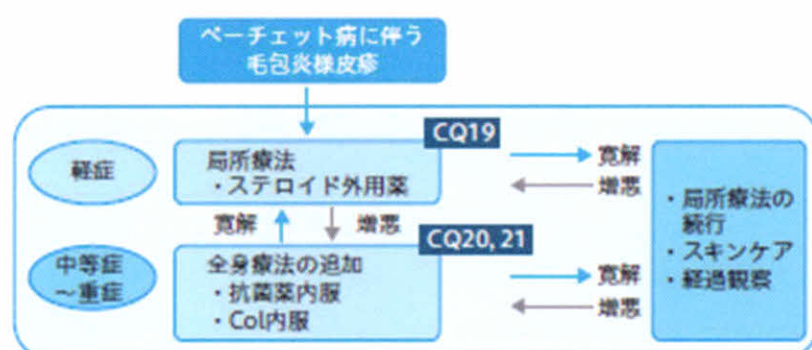 ベーチェット病に伴う
毛包炎様皮疹
CQ19
軽症
局所療法
・ステロイド外用薬
寛解
増悪
寛解
増悪
CQ20, 21
中等症
～重症
全身療法の追加
・抗菌薬内服
・Col内服
寛解
増悪
・局所療法の
続行
・スキンケア
・経過観察